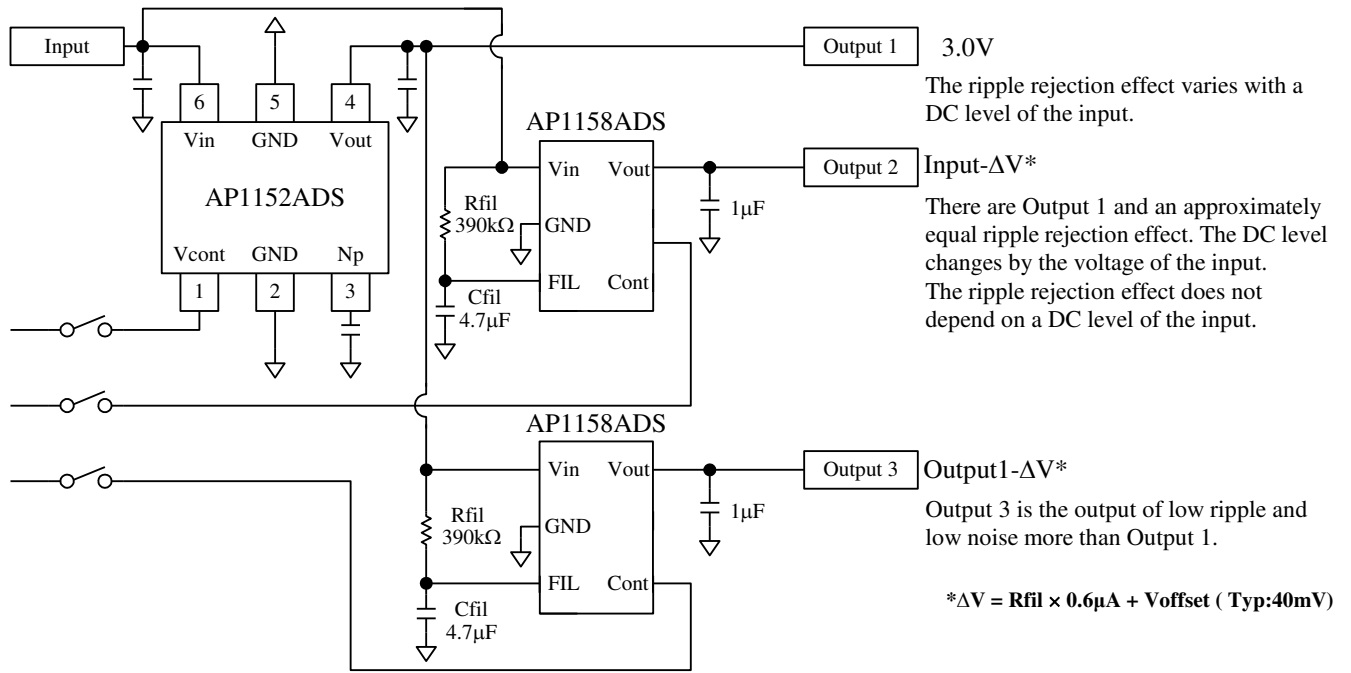 Input
Output 1
3.0V
The ripple rejection effect varies with a
DC level of the input.
6
5
4
Vin
GND
Vout
AP1152ADS
Vcont
GND
Np
1
2
3
AP1158ADS
Vin
Vout
GND
FIL
Cont
Rfil
390kΩ
Cfil
4.7μF
1μF
Output 2
Input-ΔV*
There are Output 1 and an approximately
equal ripple rejection effect. The DC level
changes by the voltage of the input.
The ripple rejection effect does not
depend on a DC level of the input.
AP1158ADS
Vin
Vout
GND
FIL
Cont
Rfil
390kΩ
Cfil
4.7μF
1μF
Output 3
Output1-ΔV*
Output 3 is the output of low ripple and
low noise more than Output 1.
*ΔV = Rfil × 0.6μA + Voffset ( Typ:40mV)